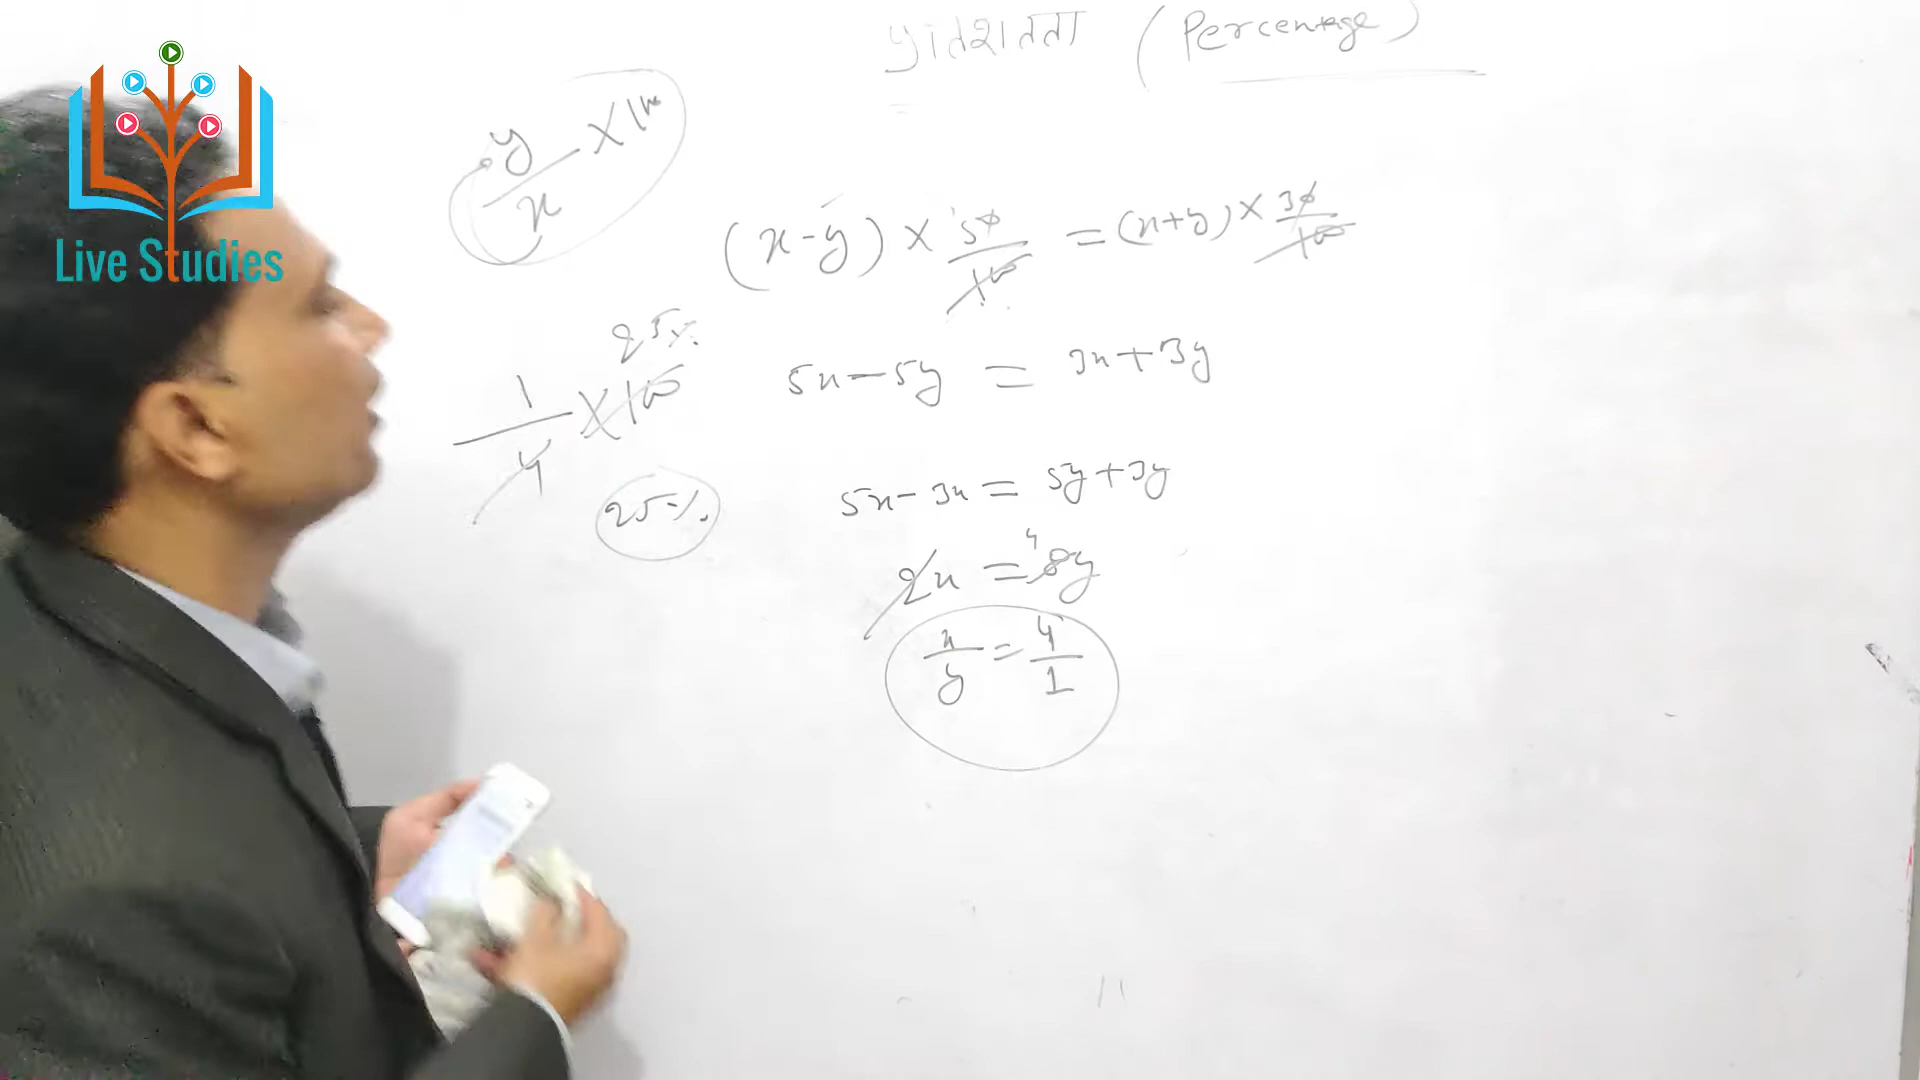 प्रतिशतता (Percentage)
y/x × 100
(x-y) × 50/100 = (x+y) × 30/100
5x - 5y = 3x + 3y
5x - 3x = 5y + 3y
2x = 8y
4
x/y = 4/1
25%
1/4 × 100
25%
Live Studies